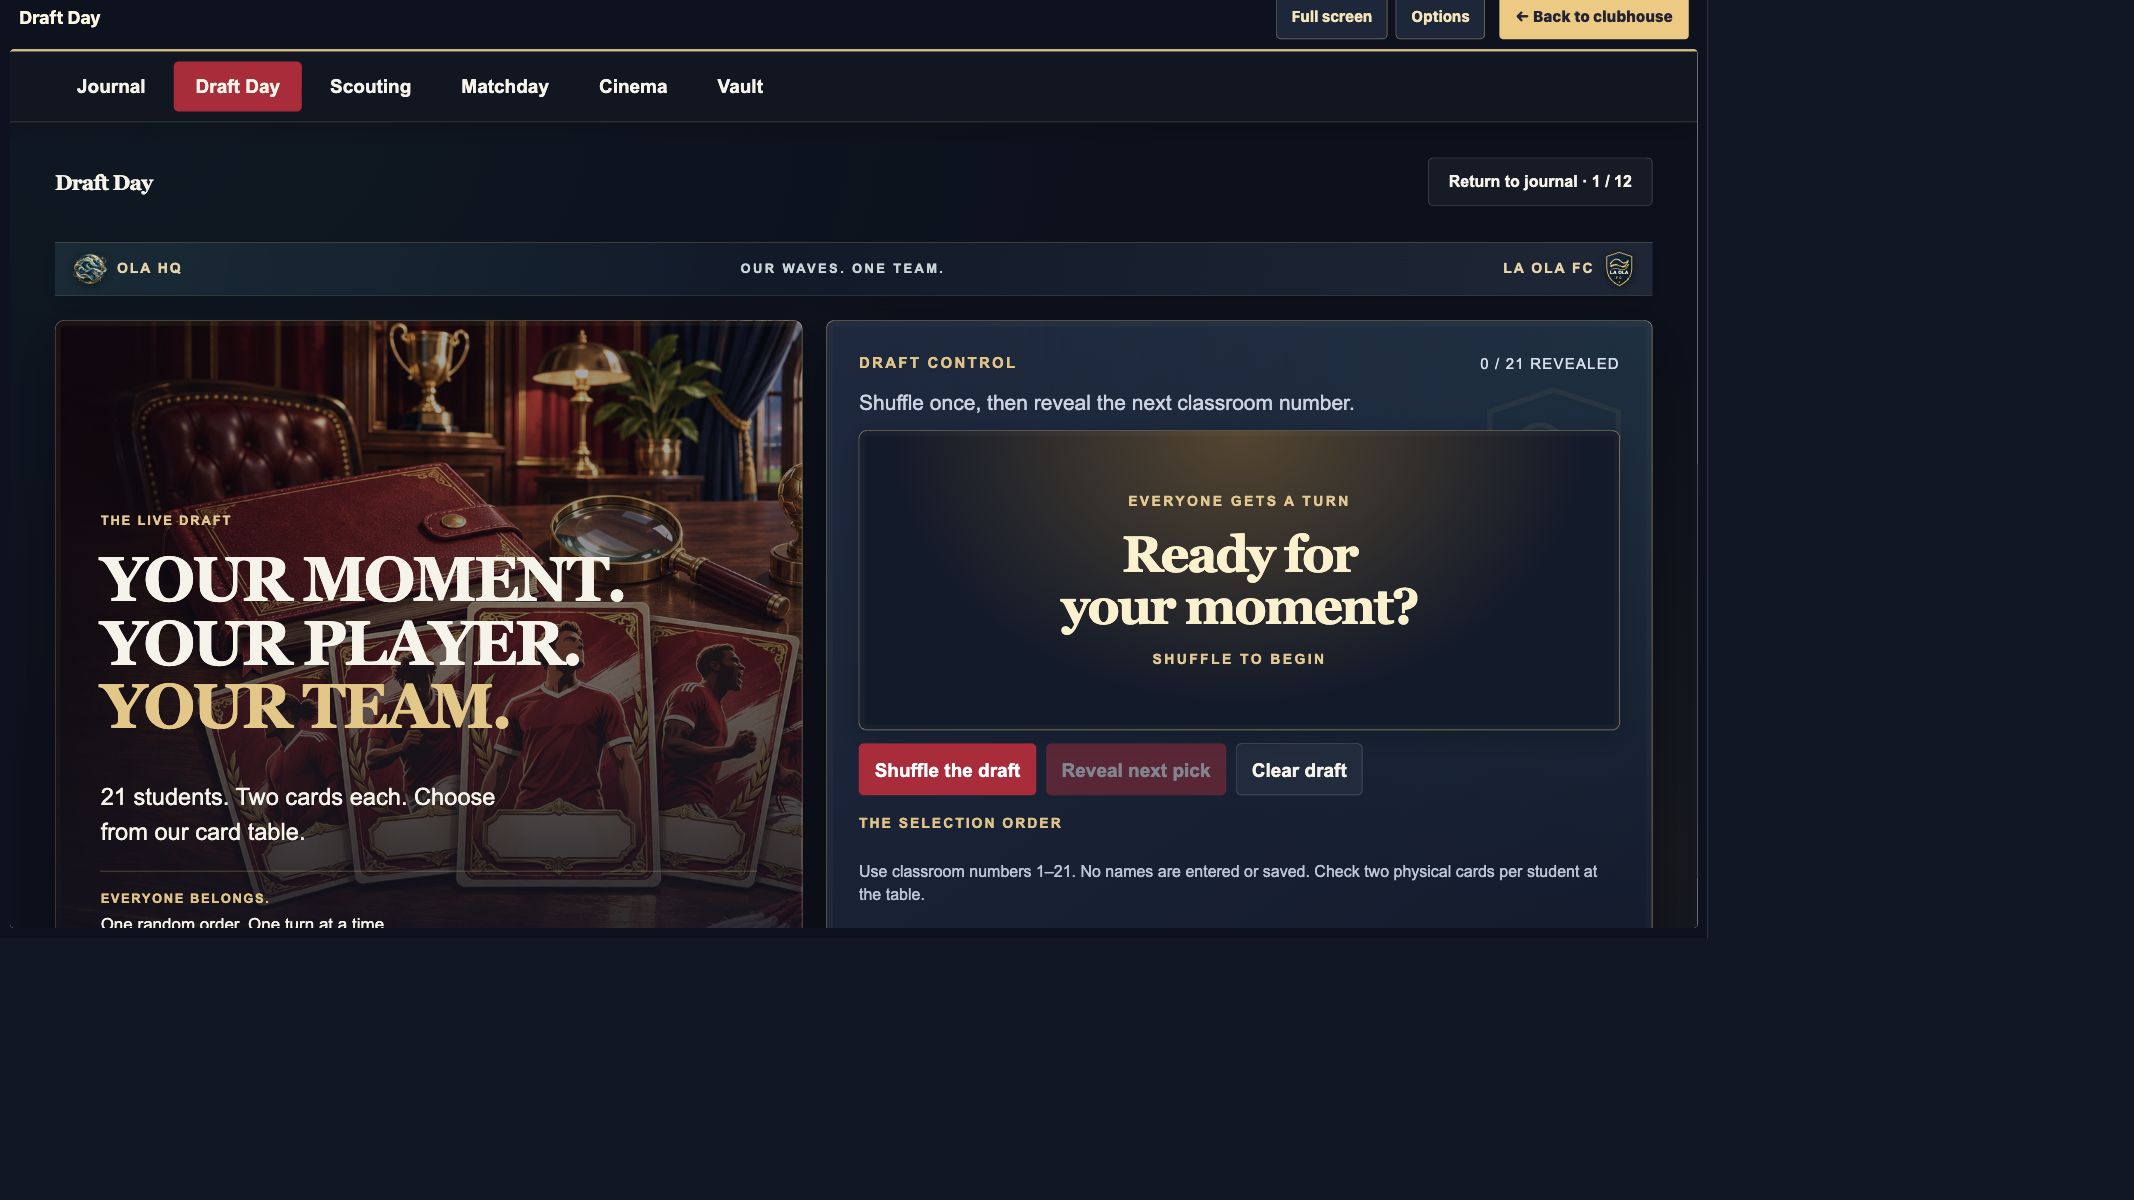 Draft Day
Full screen
Options
← Back to clubhouse
Journal
Draft Day
Scouting
Matchday
Cinema
Vault
Draft Day
Return to journal · 1 / 12
OLA HQ
OUR WAVES. ONE TEAM.
LA OLA FC
LA OLA
FC
THE LIVE DRAFT
YOUR MOMENT.
YOUR PLAYER.
YOUR TEAM.
21 students. Two cards each. Choose
from our card table.
EVERYONE BELONGS.
One random order. One turn at a time
DRAFT CONTROL
0 / 21 REVEALED
Shuffle once, then reveal the next classroom number.
EVERYONE GETS A TURN
Ready for
your moment?
SHUFFLE TO BEGIN
Shuffle the draft
Reveal next pick
Clear draft
THE SELECTION ORDER
Use classroom numbers 1–21. No names are entered or saved. Check two physical cards per student at
the table.